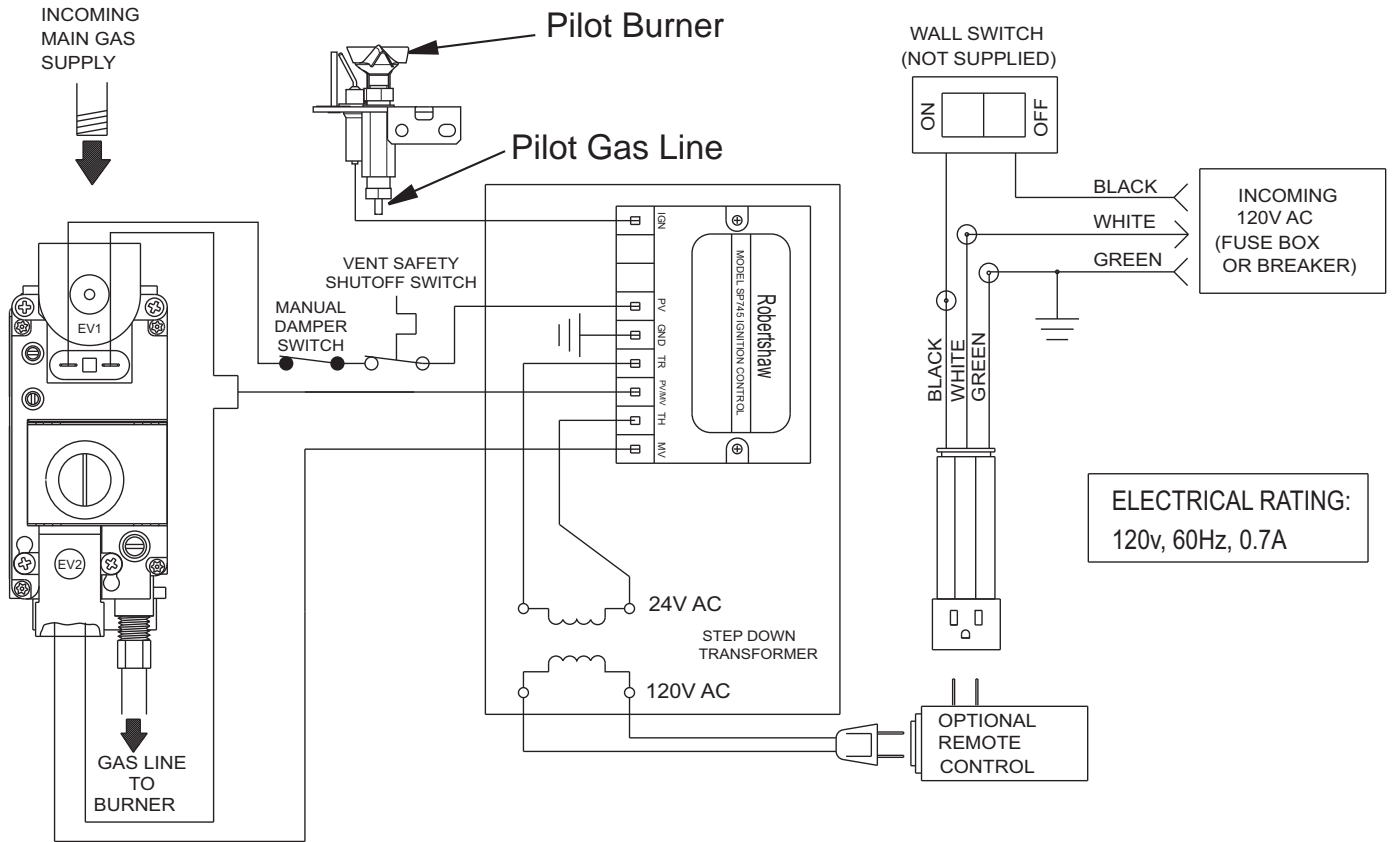 INCOMING
MAIN GAS
SUPPLY
Pilot Burner
Pilot Gas Line
WALL SWITCH
(NOT SUPPLIED)
ON
OFF
BLACK
WHITE
GREEN
INCOMING
120V AC
(FUSE BOX
OR BREAKER)
VENT SAFETY
SHUTOFF SWITCH
MANUAL
DAMPER
SWITCH
EV1
IGN
PV
GND
TR
PV/MV
TH
MV
MODEL SP745 IGNITION CONTROL
Robertshaw
BLACK
WHITE
GREEN
ELECTRICAL RATING:
120v, 60Hz, 0.7A
EV2
24V AC
STEP DOWN
TRANSFORMER
120V AC
OPTIONAL
REMOTE
CONTROL
GAS LINE
TO
BURNER